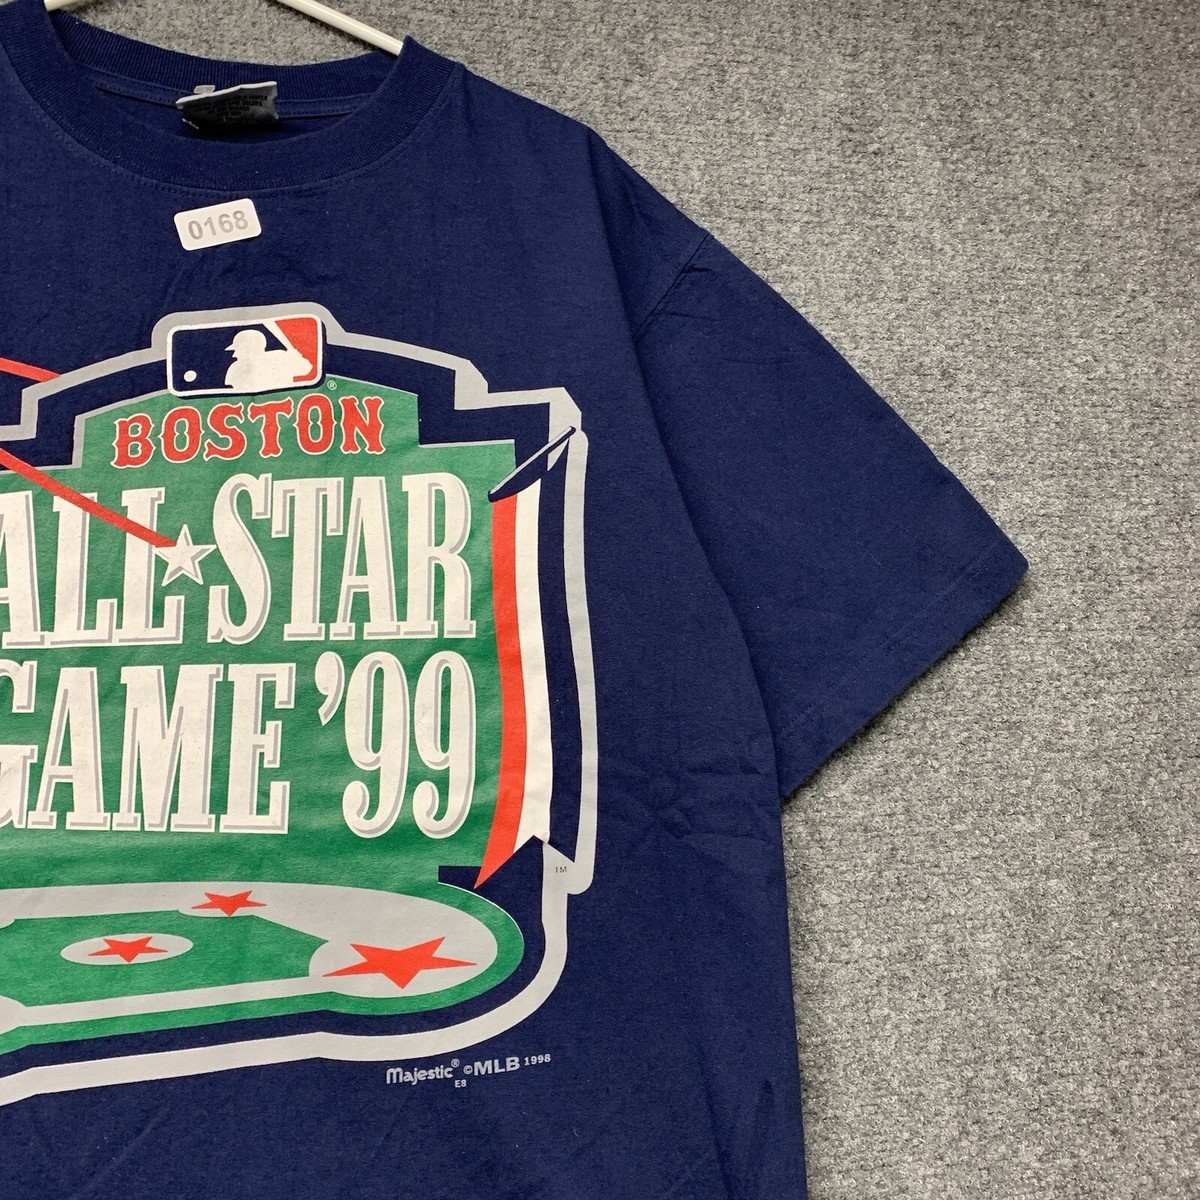 0168
®
BOSTON
ALL★STAR
GAME '99
TM
Majestic® ©MLB 1998
E8